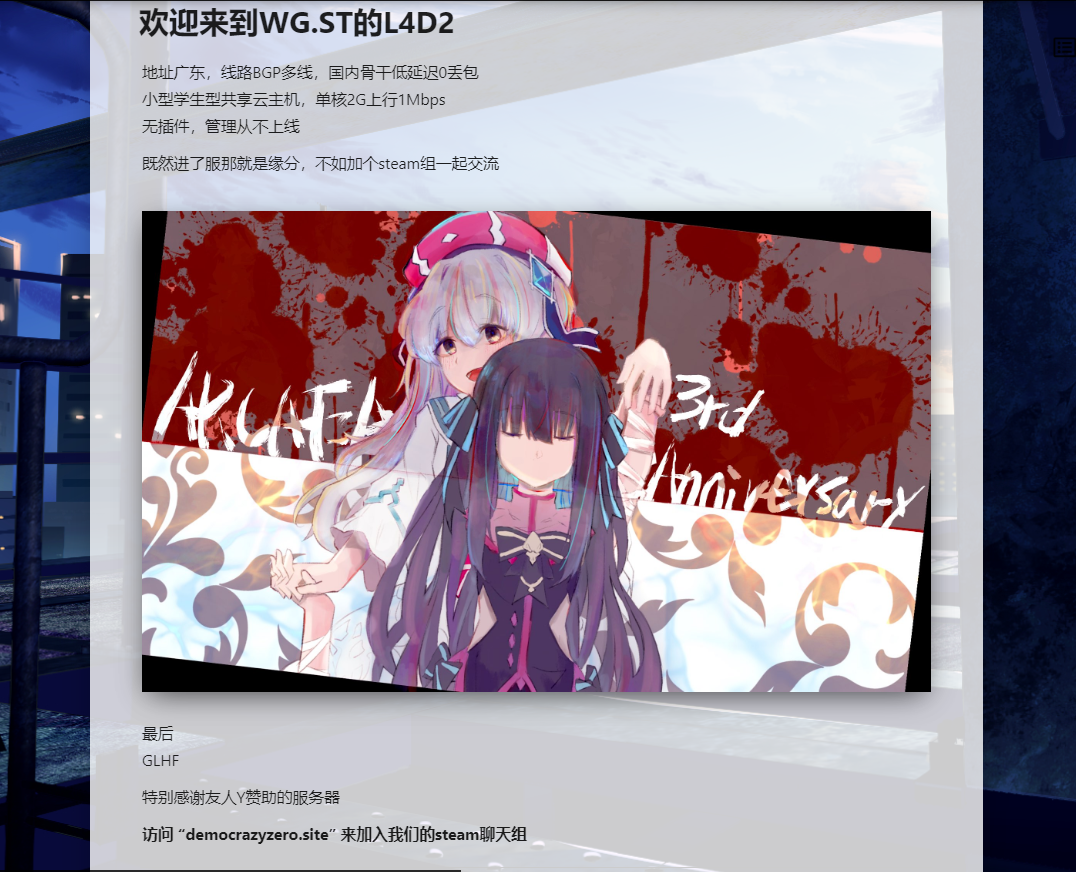 欢迎来到WG.ST的L4D2
地址广东，线路BGP多线，国内骨干低延迟0丢包
小型学生型共享云主机，单核2G上行1Mbps
无插件，管理从不上线
既然进了服那就是缘分，不如加个steam组一起交流
3rd
Anniversary
最后
GLHF
特别感谢友人Y赞助的服务器
访问 “democrazyzero.site” 来加入我们的steam聊天组